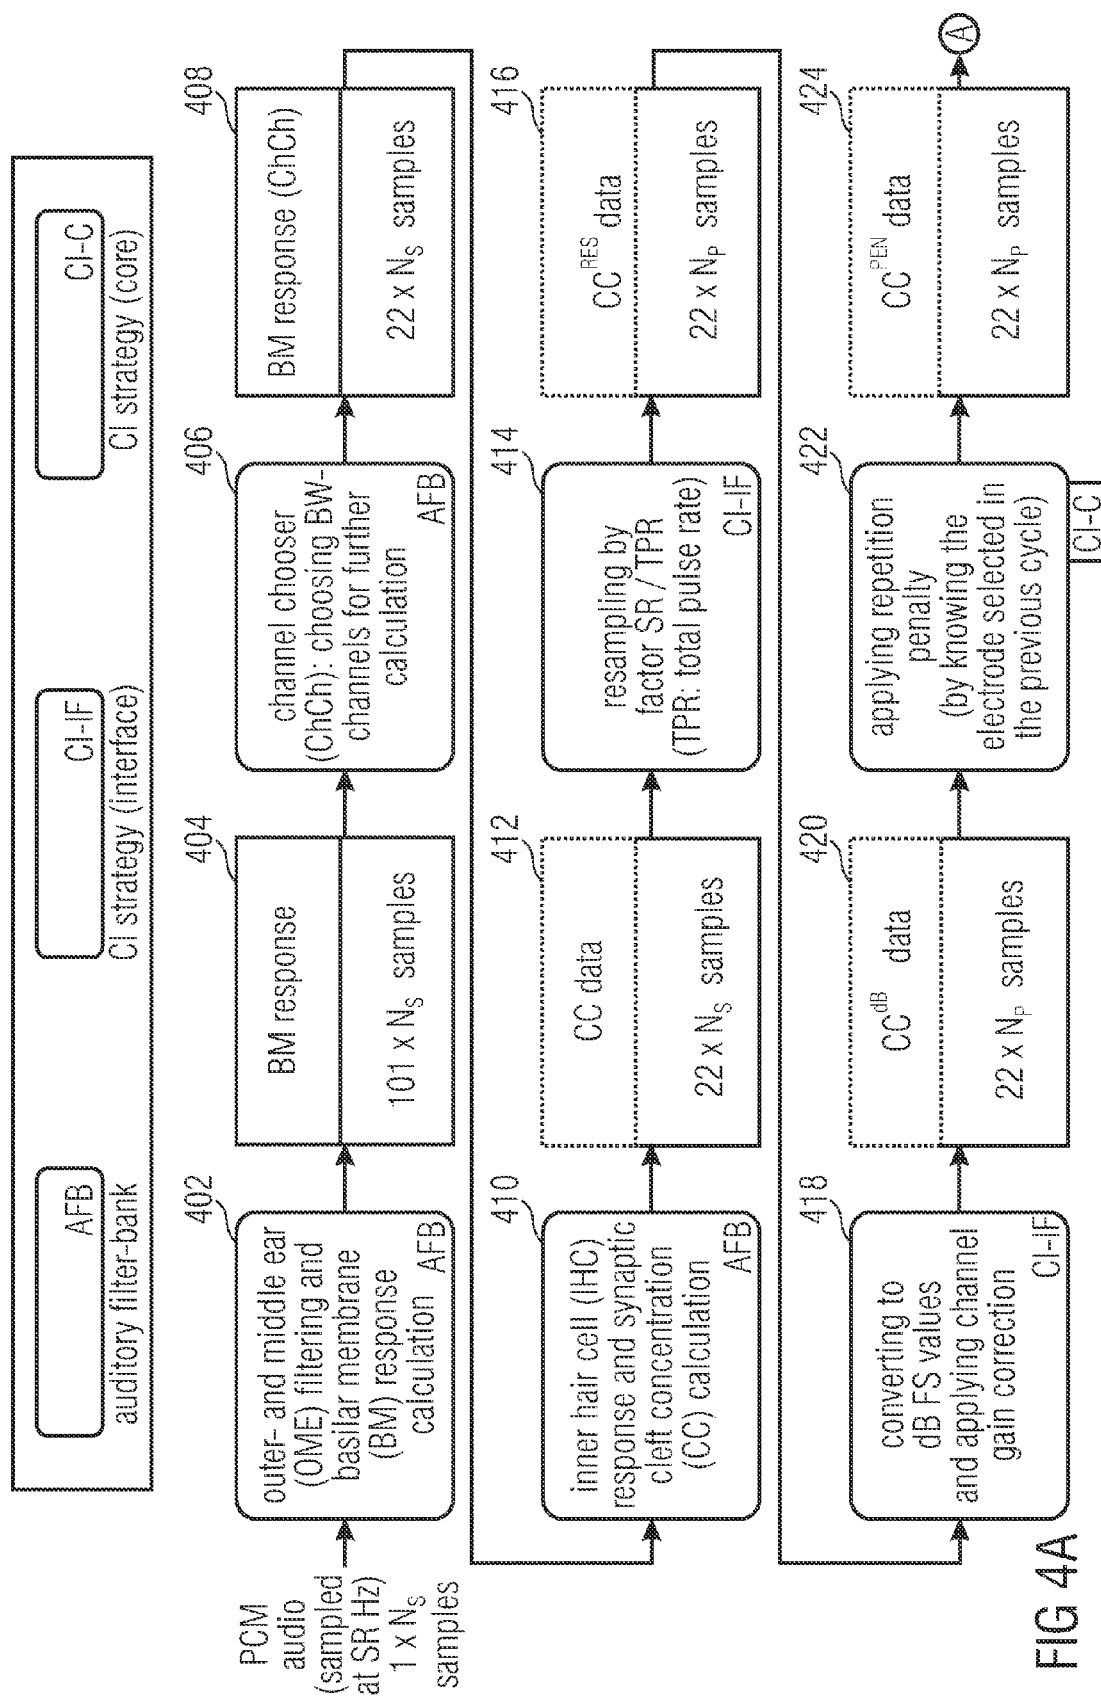 AFB
auditory filter-bank
CI-IF
CI strategy (interface)
CI-C
CI strategy (core)
PCM
audio
(sampled
at SR Hz)
1 x N_S
samples
402
outer- and middle ear
(OME) filtering and
basilar membrane
(BM) response
calculation
AFB
404
BM response
101 x N_S samples
406
channel chooser
(ChCh): choosing BW-
channels for further
calculation
AFB
408
BM response (ChCh)
22 x N_S samples
410
inner hair cell (IHC)
response and synaptic
cleft concentration
(CC) calculation
AFB
412
CC data
22 x N_S samples
414
resampling by
factor SR / TPR
(TPR: total pulse rate)
CI-IF
416
CC^RES data
22 x N_P samples
418
converting to
dB FS values
and applying channel
gain correction
CI-IF
420
CC^dB data
22 x N_P samples
422
applying repetition
penalty
(by knowing the
electrode selected in
the previous cycle)
CI-C
424
CC^PEN data
22 x N_P samples
A
FIG 4A